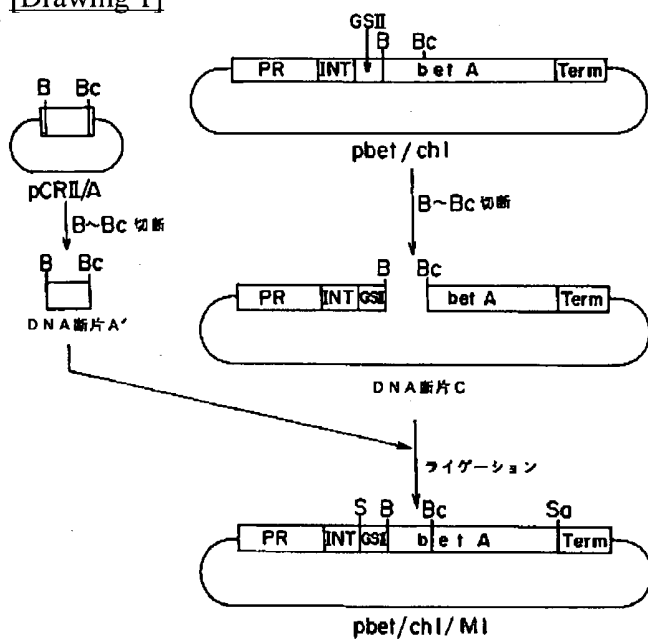 [Drawing 1]
GSII
B Bc
PR INT bet A Term
pbet/chl
B Bc
pCRII/A
B~Bc 切断
B~Bc 切断
B Bc
DNA断片A'
B Bc
PR INT GSII bet A Term
DNA断片C
ライゲーション
S B Bc Sa
PR INT GSII bet A Term
pbet/chl/M1